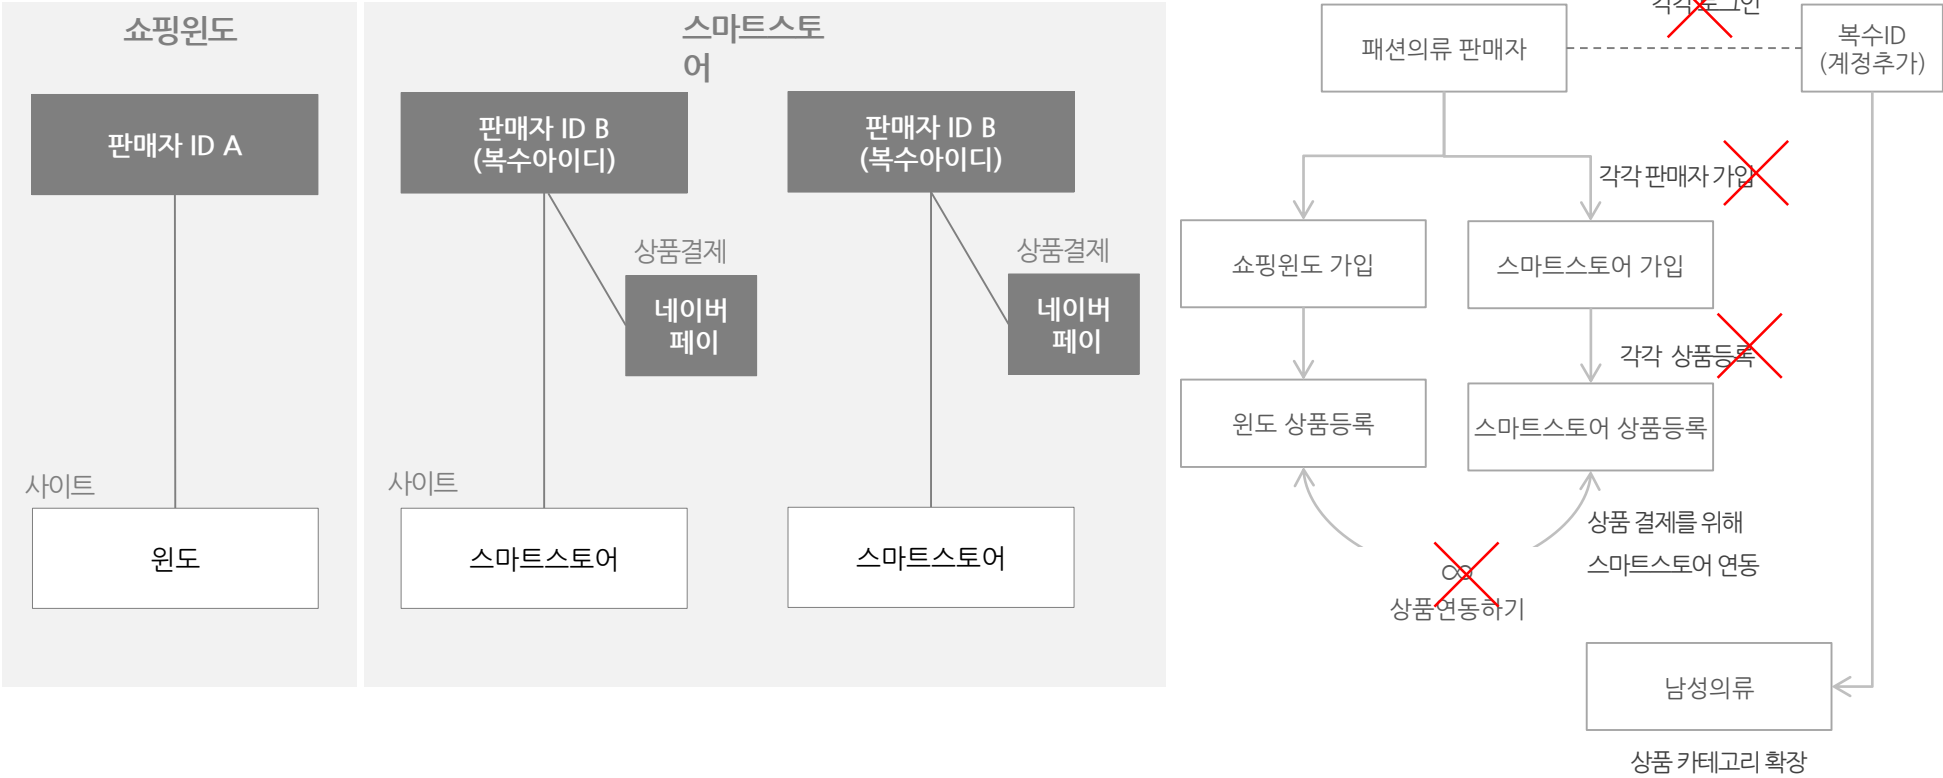 쇼핑윈도
판매자 ID A
사이트
윈도
스마트스토
어
판매자 ID B
(복수아이디)
상품결제
네이버
페이
사이트
스마트스토어
판매자 ID B
(복수아이디)
상품결제
네이버
페이
스마트스토어
각각 로그인
패션의류 판매자
복수ID
(계정추가)
각각 판매자 가입
쇼핑윈도 가입
스마트스토어 가입
각각 상품등록
윈도 상품등록
스마트스토어 상품등록
상품 결제를 위해
스마트스토어 연동
∞
상품연동하기
남성의류
상품 카테고리 확장